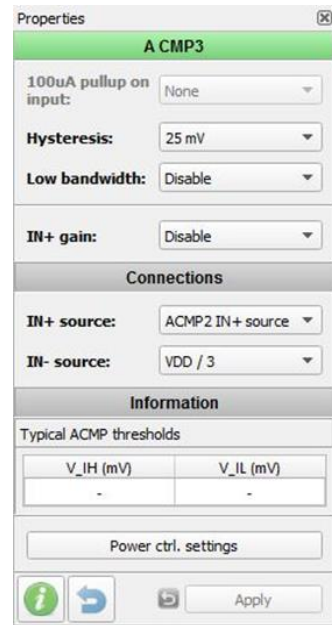 Properties
A CMP3
100uA pullup on
input:
None
Hysteresis:
25 mV
Low bandwidth:
Disable
IN+ gain:
Disable
Connections
IN+ source:
ACMP2 IN+ source
IN- source:
VDD / 3
Information
Typical ACMP thresholds
V_IH (mV) V_IL (mV)
- -
Power ctrl. settings
Apply